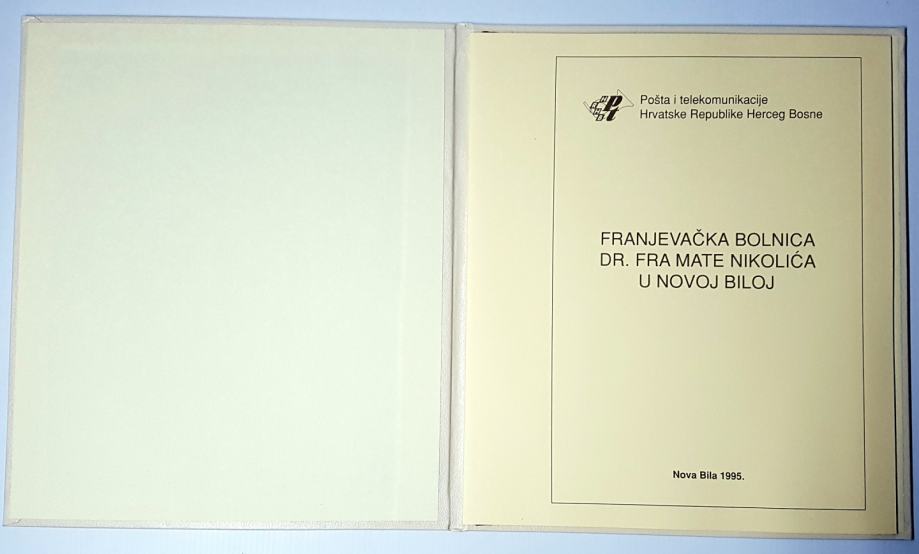 Pošta i telekomunikacije
Hrvatske Republike Herceg Bosne
FRANJEVAČKA BOLNICA
DR. FRA MATE NIKOLIĆA
U NOVOJ BILOJ
Nova Bila 1995.